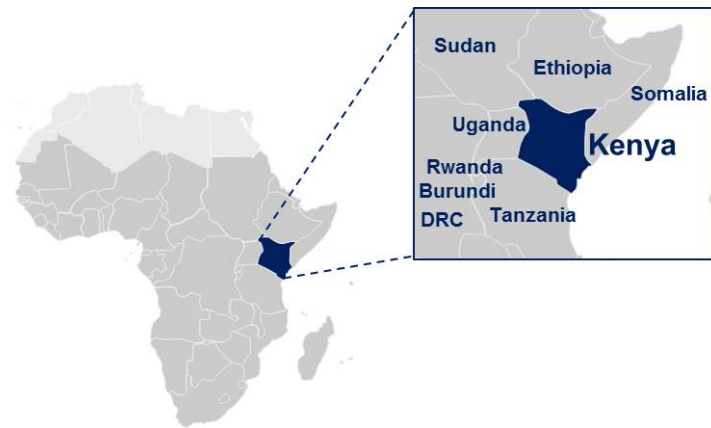 Sudan
Ethiopia
Somalia
Uganda
Kenya
Rwanda
Burundi
DRC
Tanzania